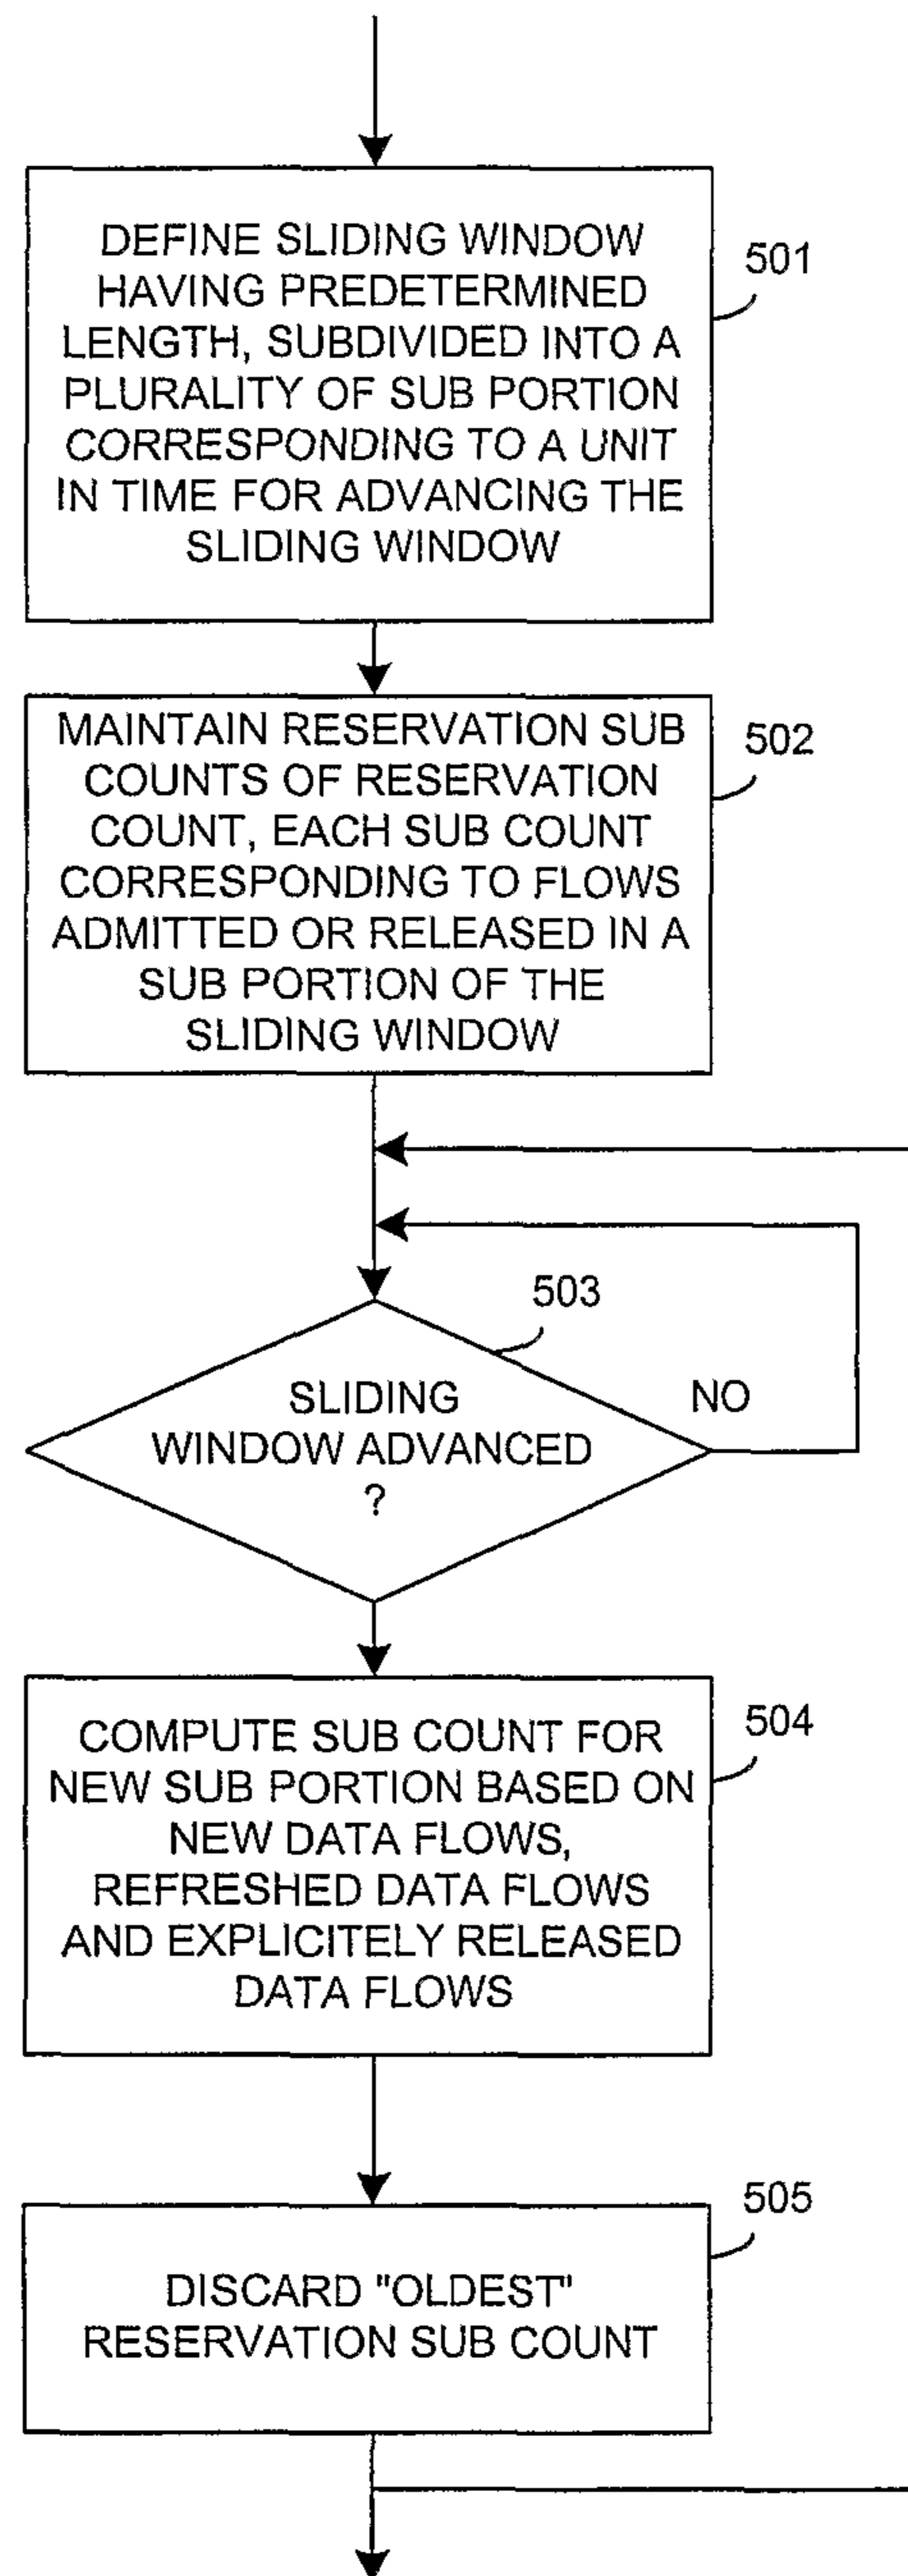 DEFINE SLIDING WINDOW
HAVING PREDETERMINED
LENGTH, SUBDIVIDED INTO A
PLURALITY OF SUB PORTION
CORRESPONDING TO A UNIT
IN TIME FOR ADVANCING THE
SLIDING WINDOW
501
MAINTAIN RESERVATION SUB
COUNTS OF RESERVATION
COUNT, EACH SUB COUNT
CORRESPONDING TO FLOWS
ADMITTED OR RELEASED IN A
SUB PORTION OF THE
SLIDING WINDOW
502
503
SLIDING
WINDOW ADVANCED
?
NO
COMPUTE SUB COUNT FOR
NEW SUB PORTION BASED ON
NEW DATA FLOWS,
REFRESHED DATA FLOWS
AND EXPLICITELY RELEASED
DATA FLOWS
504
DISCARD "OLDEST"
RESERVATION SUB COUNT
505